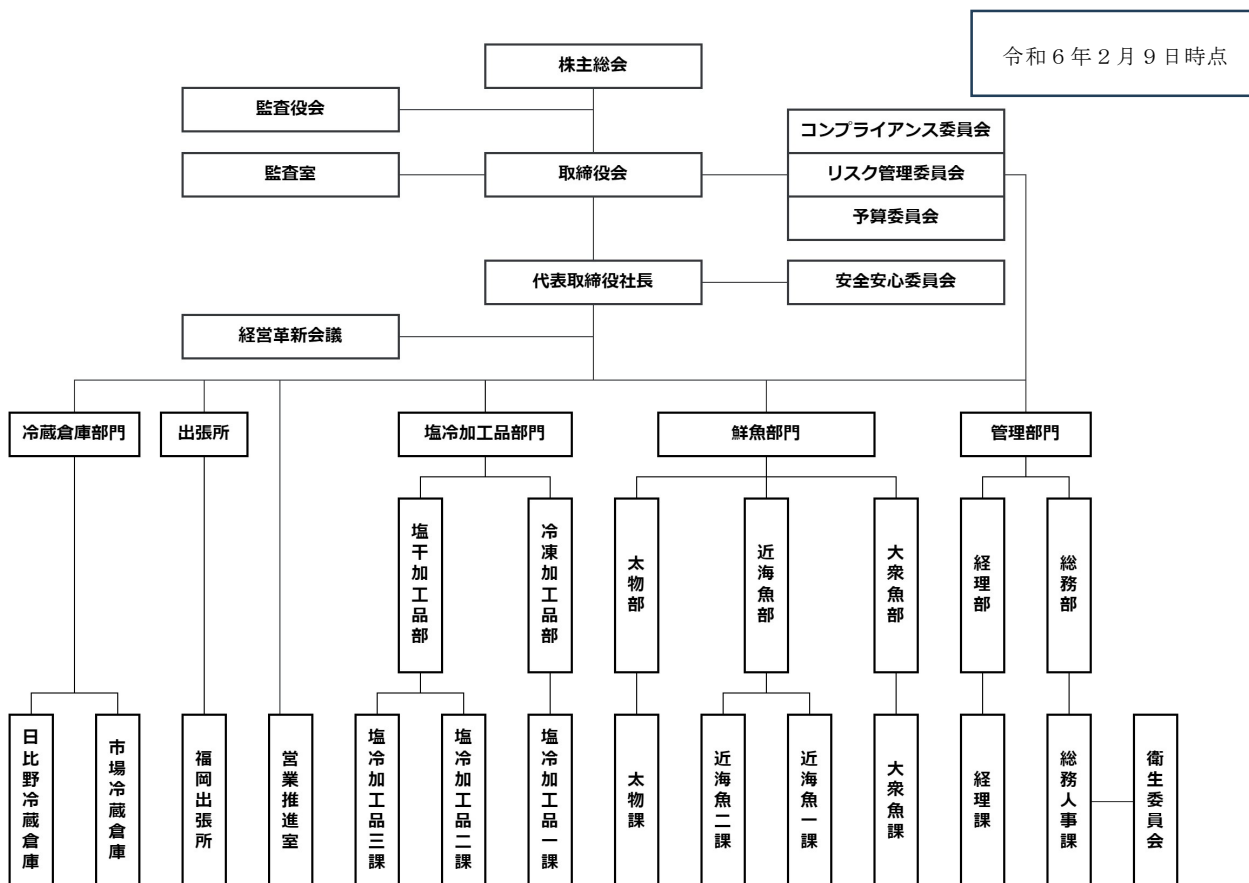 令和６年２月９日時点
株主総会
監査役会
コンプライアンス委員会
監査室
取締役会
リスク管理委員会
予算委員会
代表取締役社長
安全安心委員会
経営革新会議
冷蔵倉庫部門
出張所
塩冷加工品部門
鮮魚部門
管理部門
塩干加工品部
冷凍加工品部
太物部
近海魚部
大衆魚部
経理部
総務部
日比野冷蔵倉庫
市場冷蔵倉庫
福岡出張所
営業推進室
塩冷加工品三課
塩冷加工品二課
塩冷加工品一課
太物課
近海魚二課
近海魚一課
大衆魚課
経理課
総務人事課
衛生委員会